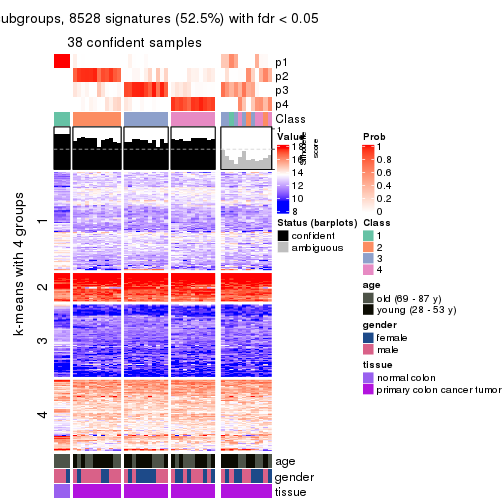 ubgroups, 8528 signatures (52.5%) with fdr < 0.05
38 confident samples
p1
p2
p3
p4
Class
1
Value
18
16
14
12
10
8
score
Prob
1
0.8
0.6
0.4
0.2
0
Status (barplots)
confident
ambiguous
Class
1
2
3
4
age
old (69 - 87 y)
young (28 - 53 y)
gender
female
male
tissue
normal colon
primary colon cancer tumor
k-means with 4 groups
1
2
3
4
age
gender
tissue